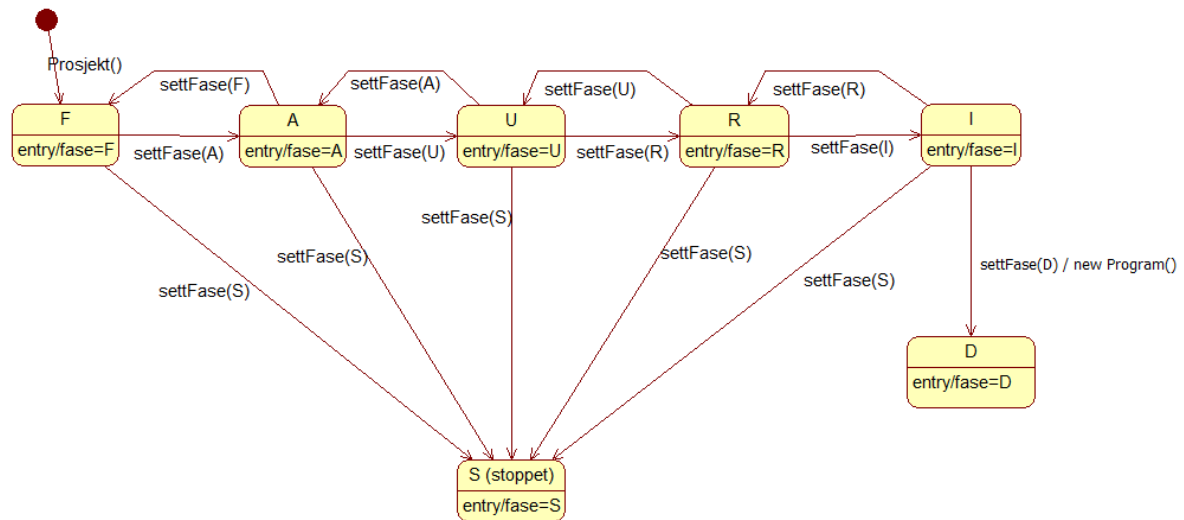 Prosjekt()
settFase(F)
settFase(A)
settFase(U)
settFase(R)
F
entry/fase=F
settFase(A)
A
entry/fase=A
settFase(U)
U
entry/fase=U
settFase(R)
R
entry/fase=R
settFase(I)
I
entry/fase=I
settFase(S)
settFase(S)
settFase(S)
settFase(S)
settFase(S)
settFase(D) / new Program()
D
entry/fase=D
S (stoppet)
entry/fase=S